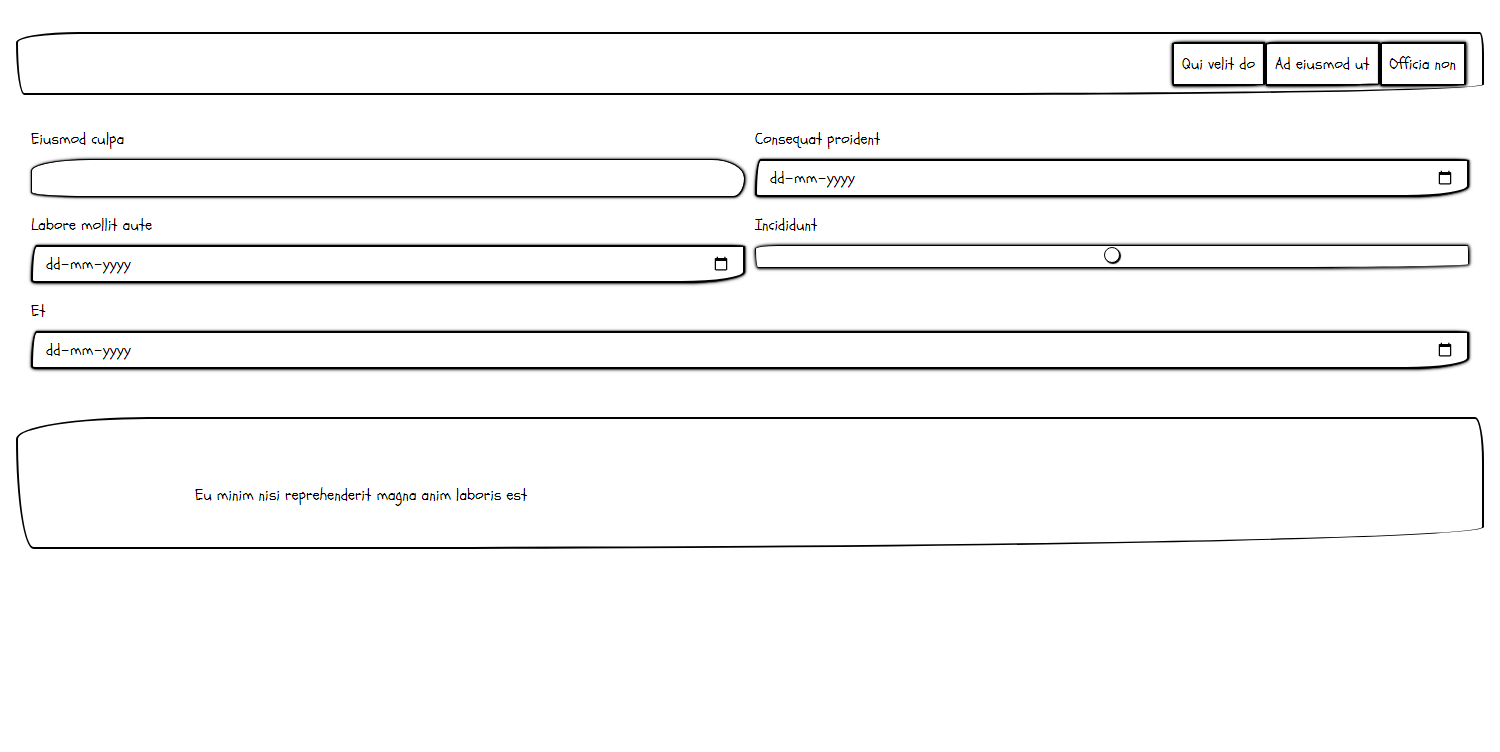 Qui velit do Ad eiusmod ut Officia non
Eiusmod culpa Consequat proident
dd-mm-yyyy
Labore mollit aute Incididunt
dd-mm-yyyy
Et
dd-mm-yyyy
Eu minim nisi reprehenderit magna anim laboris est